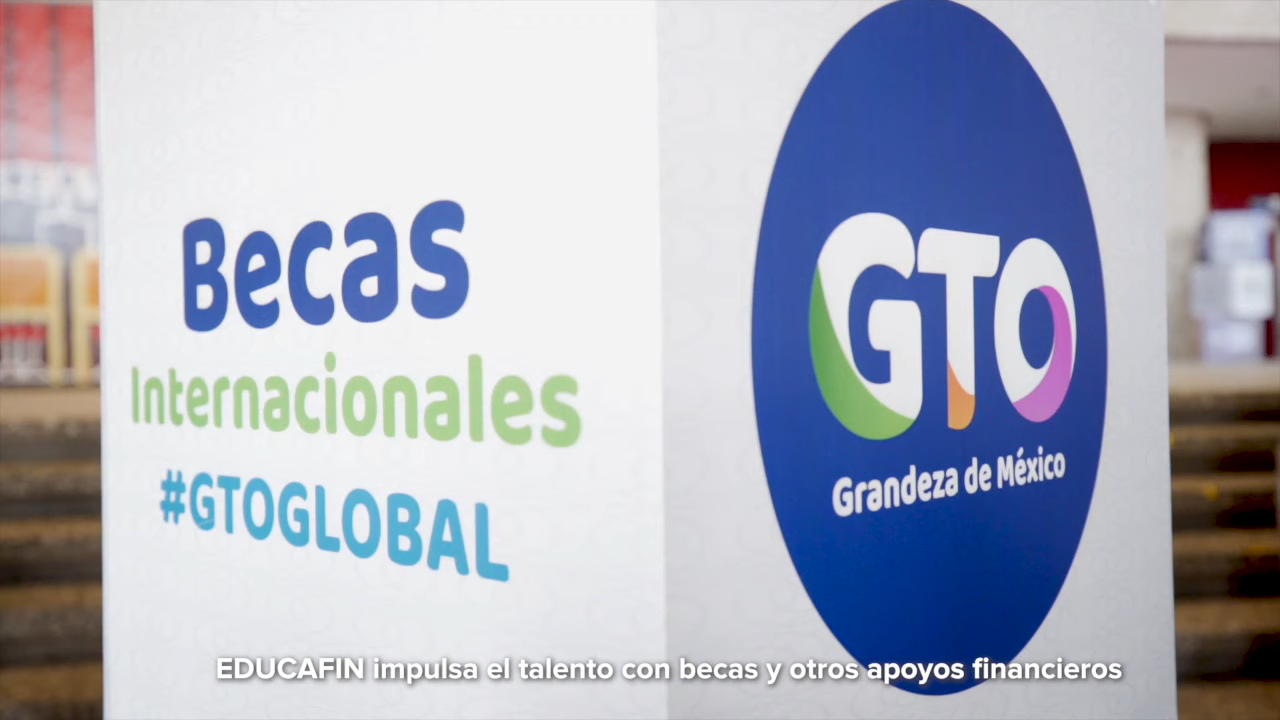 Becas
Internacionales
#GTOGLOBAL
GTO
Grandeza de México
EDUCAFIN impulsa el talento con becas y otros apoyos financieros